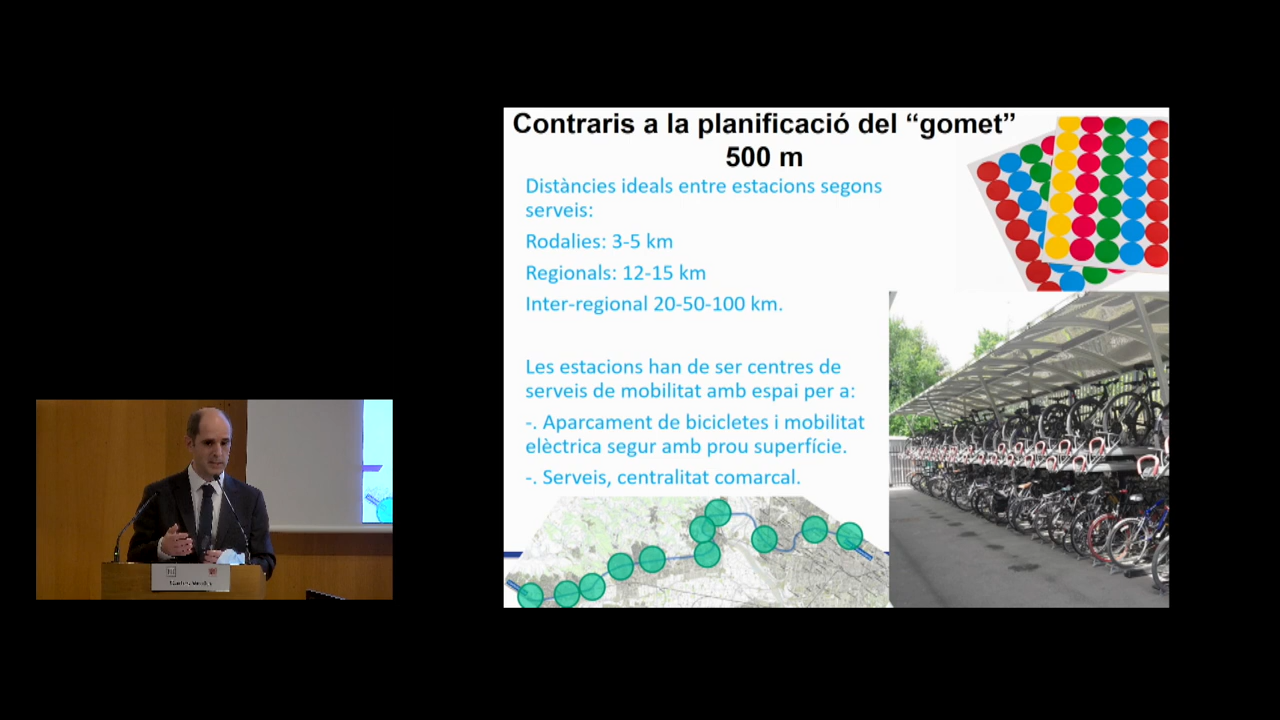 Contraris a la planificació del “gomet”
500 m
Distàncies ideals entre estacions segons
serveis:
Rodalies: 3-5 km
Regionals: 12-15 km
Inter-regional 20-50-100 km.
Les estacions han de ser centres de
serveis de mobilitat amb espai per a:
-. Aparcament de bicicletes i mobilitat
elèctrica segur amb prou superfície.
-. Serveis, centralitat comarcal.